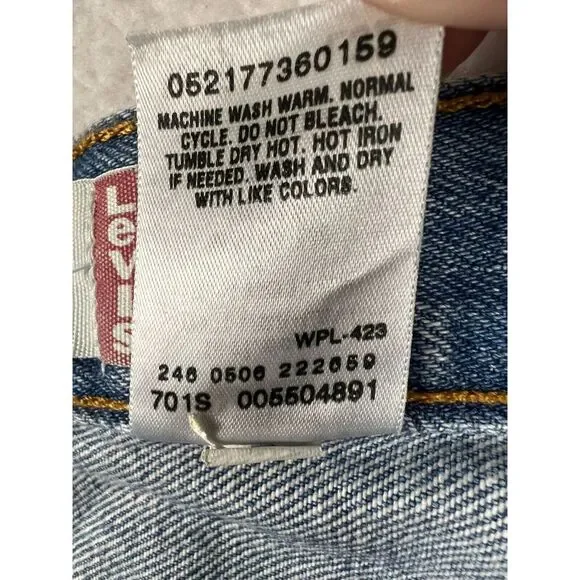 052177360159
MACHINE WASH WARM. NORMAL
CYCLE. DO NOT BLEACH.
TUMBLE DRY HOT. HOT IRON
IF NEEDED. WASH AND DRY
WITH LIKE COLORS.
Levis
WPL-423
246 0506 222659
701S 005504891